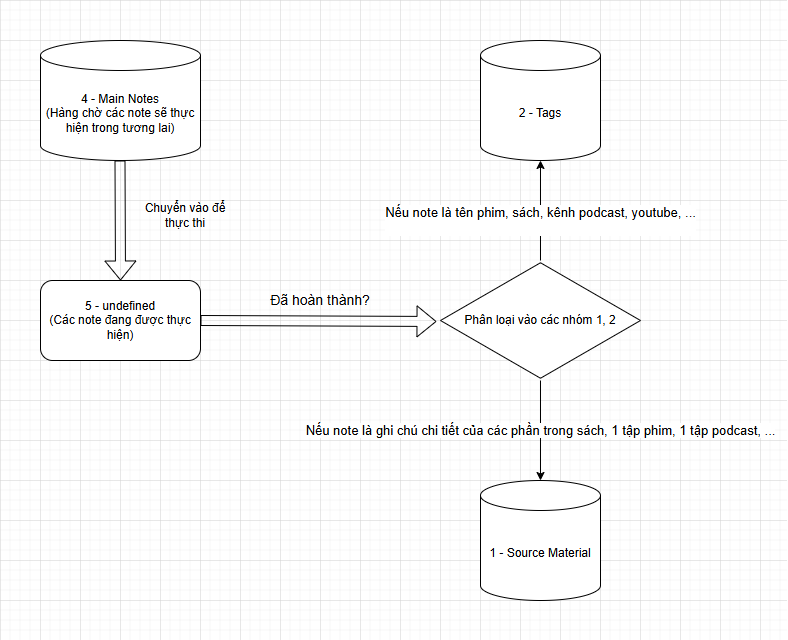 4 - Main Notes
(Hàng chờ các note sẽ thực
hiện trong tương lai)
2 - Tags
Chuyển vào để
thực thi
Nếu note là tên phim, sách, kênh podcast, youtube, ...
5 - undefined
(Các note đang được thực
hiện)
Đã hoàn thành?
Phân loại vào các nhóm 1, 2
Nếu note là ghi chú chi tiết của các phần trong sách, 1 tập phim, 1 tập podcast, ...
1 - Source Material